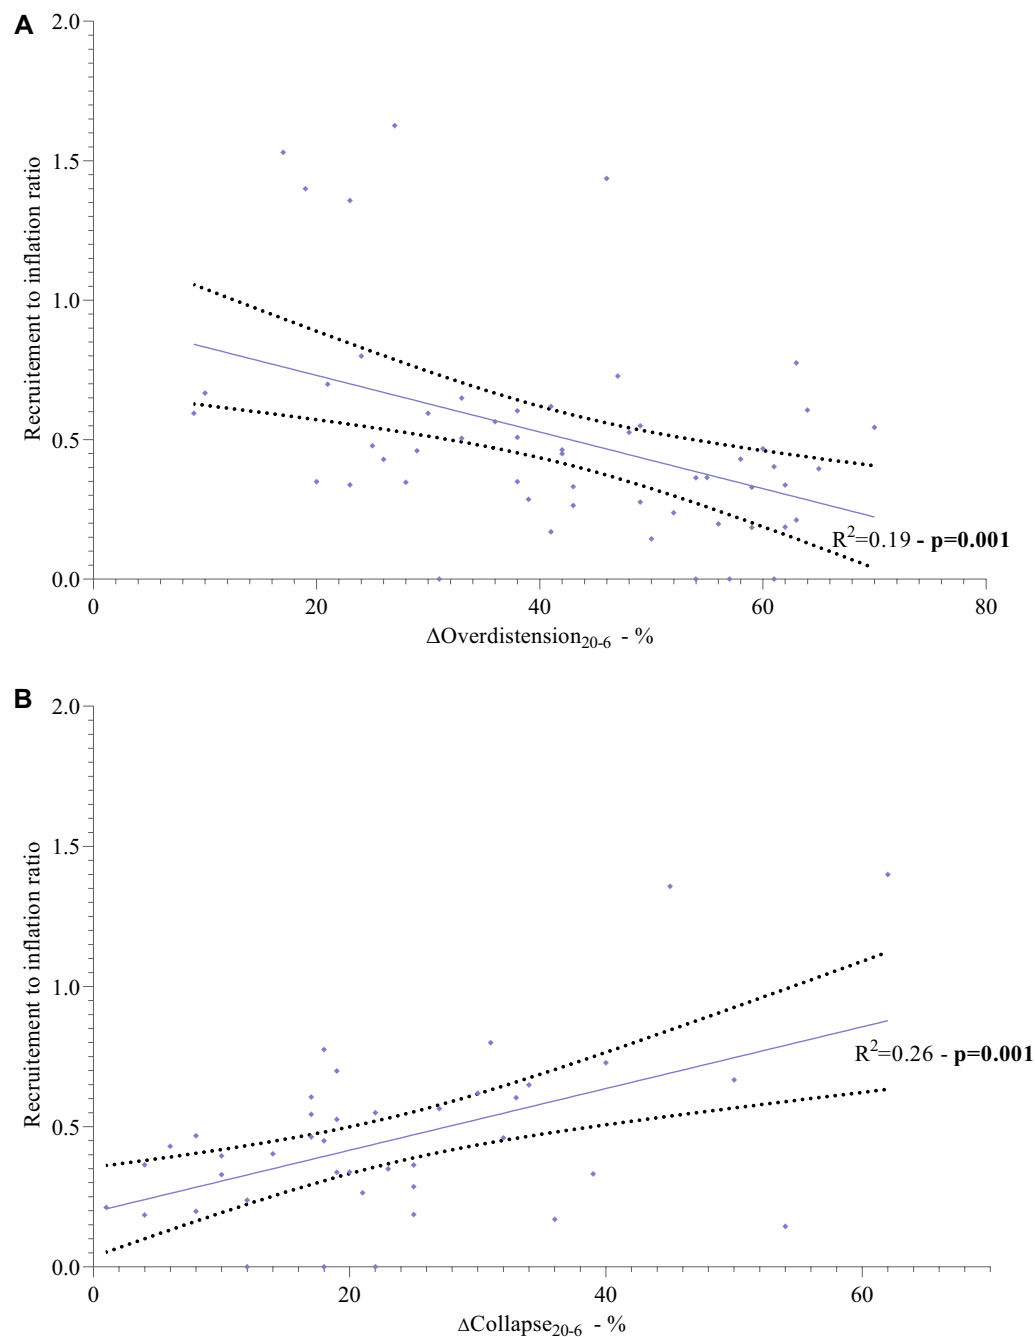 A
2.0
1.5
1.0
0.5
0.0
Recruitement to inflation ratio
R²=0.19 - p=0.001
0 20 40 60 80
ΔOverdistension₂₀₋₆ - %
B
2.0
1.5
1.0
0.5
0.0
Recruitement to inflation ratio
R²=0.26 - p=0.001
0 20 40 60
ΔCollapse₂₀₋₆ - %